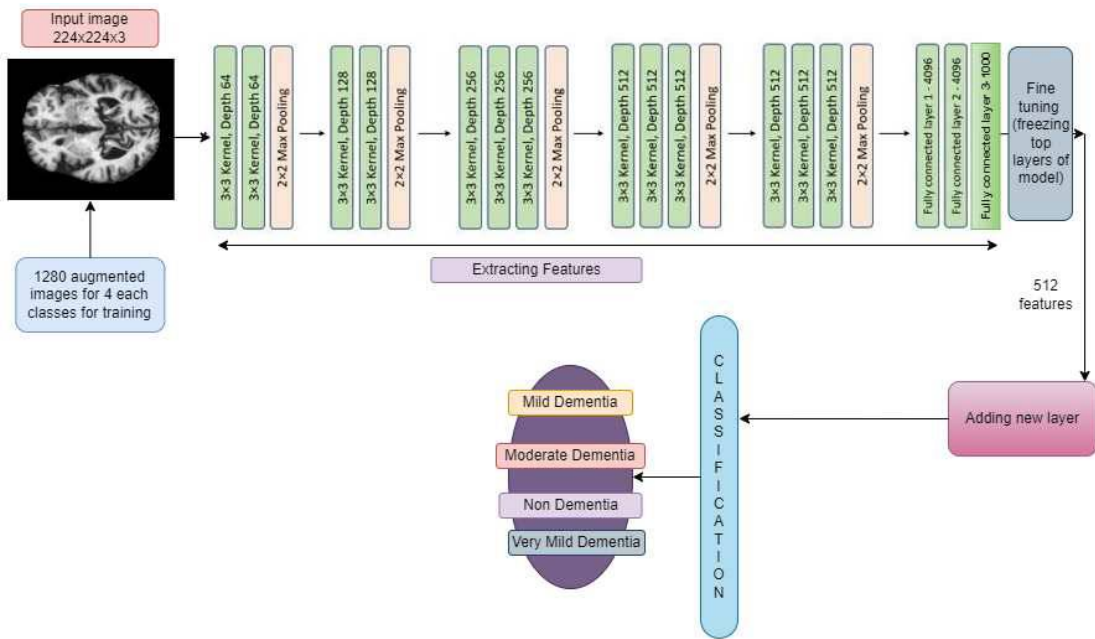 Input image
224x224x3
3×3 Kernel, Depth 64
3×3 Kernel, Depth 64
2×2 Max Pooling
3×3 Kernel, Depth 128
3×3 Kernel, Depth 128
2×2 Max Pooling
3×3 Kernel, Depth 256
3×3 Kernel, Depth 256
3×3 Kernel, Depth 256
2×2 Max Pooling
3×3 Kernel, Depth 512
3×3 Kernel, Depth 512
3×3 Kernel, Depth 512
2×2 Max Pooling
3×3 Kernel, Depth 512
3×3 Kernel, Depth 512
3×3 Kernel, Depth 512
2×2 Max Pooling
Fully connected layer 1 - 4096
Fully connected layer 2 - 4096
Fully connected layer 3- 1000
Fine
tuning
(freezing
top
layers of
model)
Extracting Features
1280 augmented
images for 4 each
classes for training
512
features
Adding new layer
CLASSIFICATION
Mild Dementia
Moderate Dementia
Non Dementia
Very Mild Dementia